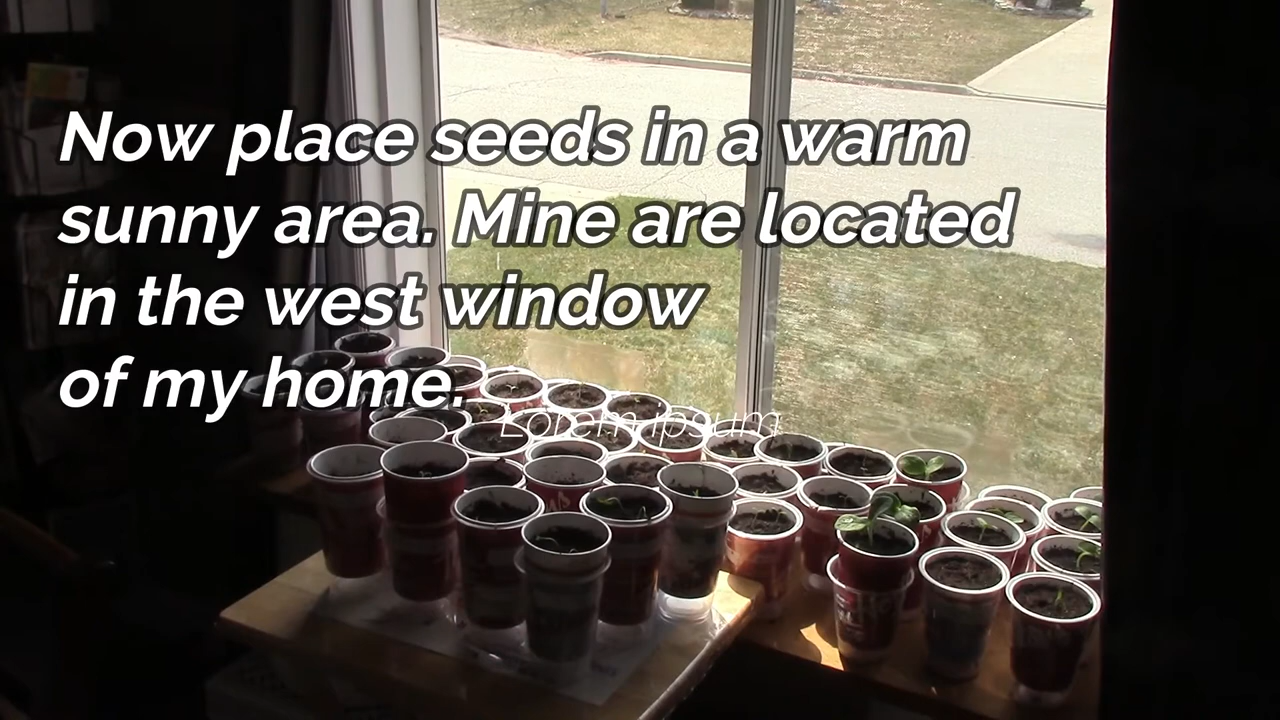 Now place seeds in a warm
sunny area. Mine are located
in the west window
of my home.
Lorem ipsum